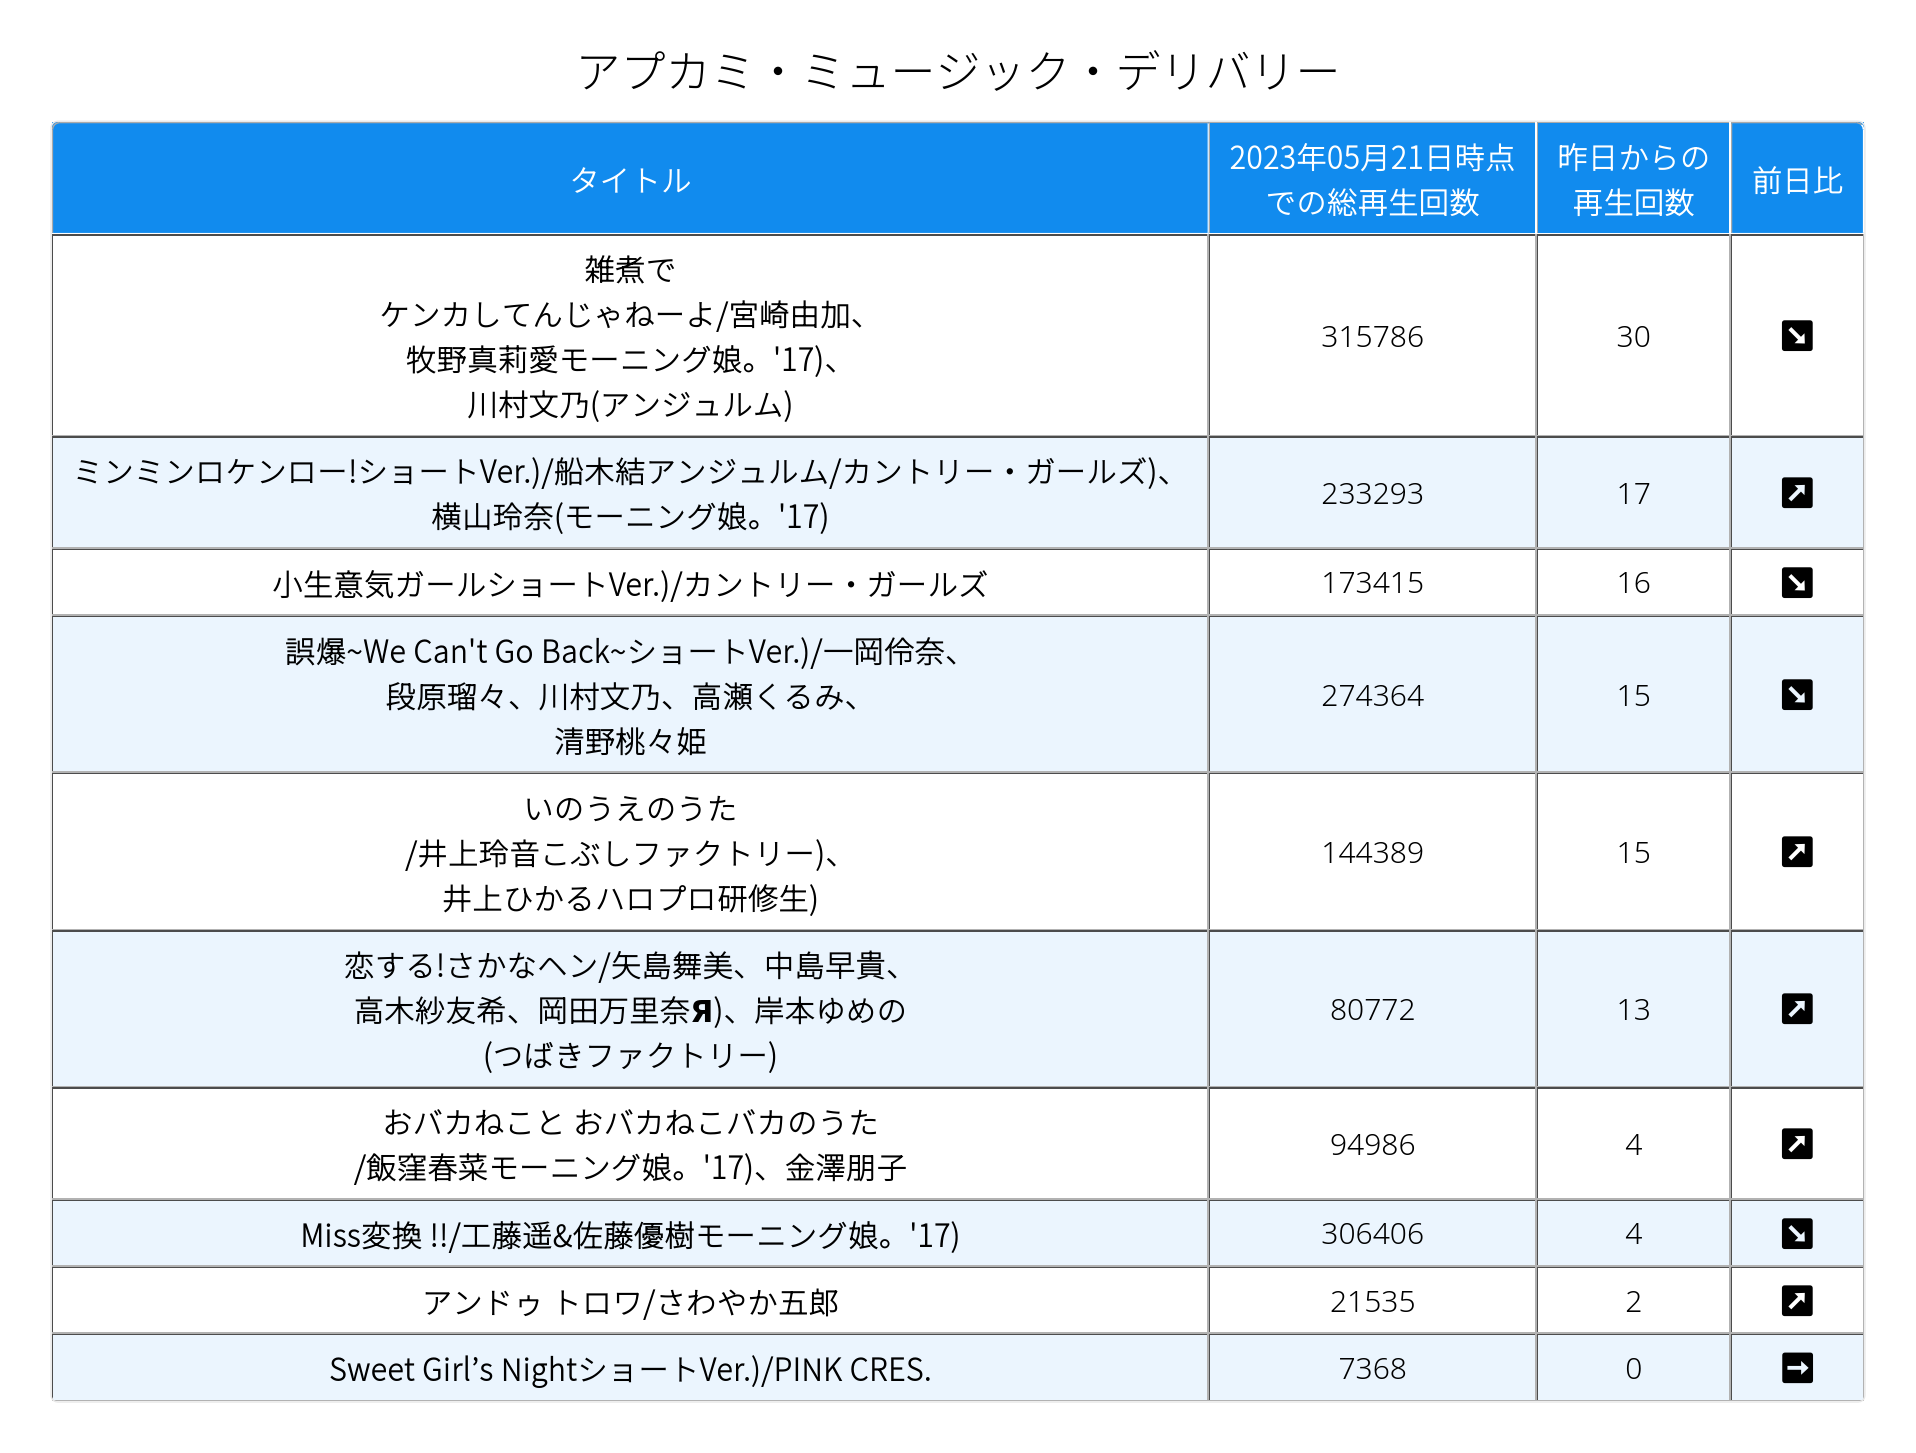 アプカミ・ミュージック・デリバリー
タイトル
2023年05月21日時点
での総再生回数
昨日からの
再生回数
前日比
雑煮で
ケンカしてんじゃねーよ/宮崎由加、
牧野真莉愛モーニング娘。'17)、
川村文乃(アンジュルム)
315786
30
ミンミンロケンロー!ショートVer.)/船木結アンジュルム/カントリー・ガールズ)、
横山玲奈(モーニング娘。'17)
233293
17
小生意気ガールショートVer.)/カントリー・ガールズ
173415
16
誤爆~We Can't Go Back~ショートVer.)/一岡伶奈、
段原瑠々、川村文乃、高瀬くるみ、
清野桃々姫
274364
15
いのうえのうた
/井上玲音こぶしファクトリー)、
井上ひかるハロプロ研修生)
144389
15
恋する!さかなヘン/矢島舞美、中島早貴、
高木紗友希、岡田万里奈Я)、岸本ゆめの
(つばきファクトリー)
80772
13
おバカねこと おバカねこバカのうた
/飯窪春菜モーニング娘。'17)、金澤朋子
94986
4
Miss変換 !!/工藤遥&佐藤優樹モーニング娘。'17)
306406
4
アンドゥ トロワ/さわやか五郎
21535
2
Sweet Girl’s NightショートVer.)/PINK CRES.
7368
0